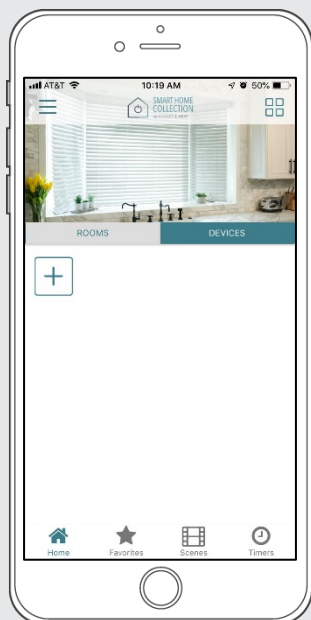 AT&T 10:19 AM 50%
SMART HOME
COLLECTION
ROOMS DEVICES
Home Favorites Scenes Timers